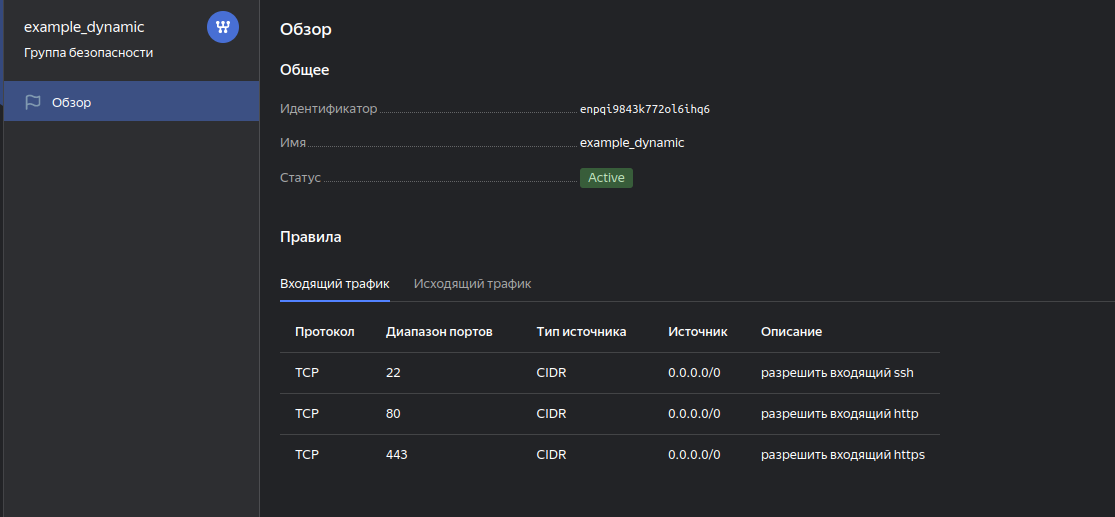 example_dynamic
Группа безопасности
Обзор
Обзор
Общее
Идентификатор enpqi9843k772ol6ihq6
Имя example_dynamic
Статус Active
Правила
Входящий трафик Исходящий трафик
Протокол Диапазон портов Тип источника Источник Описание
TCP 22 CIDR 0.0.0.0/0 разрешить входящий ssh
TCP 80 CIDR 0.0.0.0/0 разрешить входящий http
TCP 443 CIDR 0.0.0.0/0 разрешить входящий https